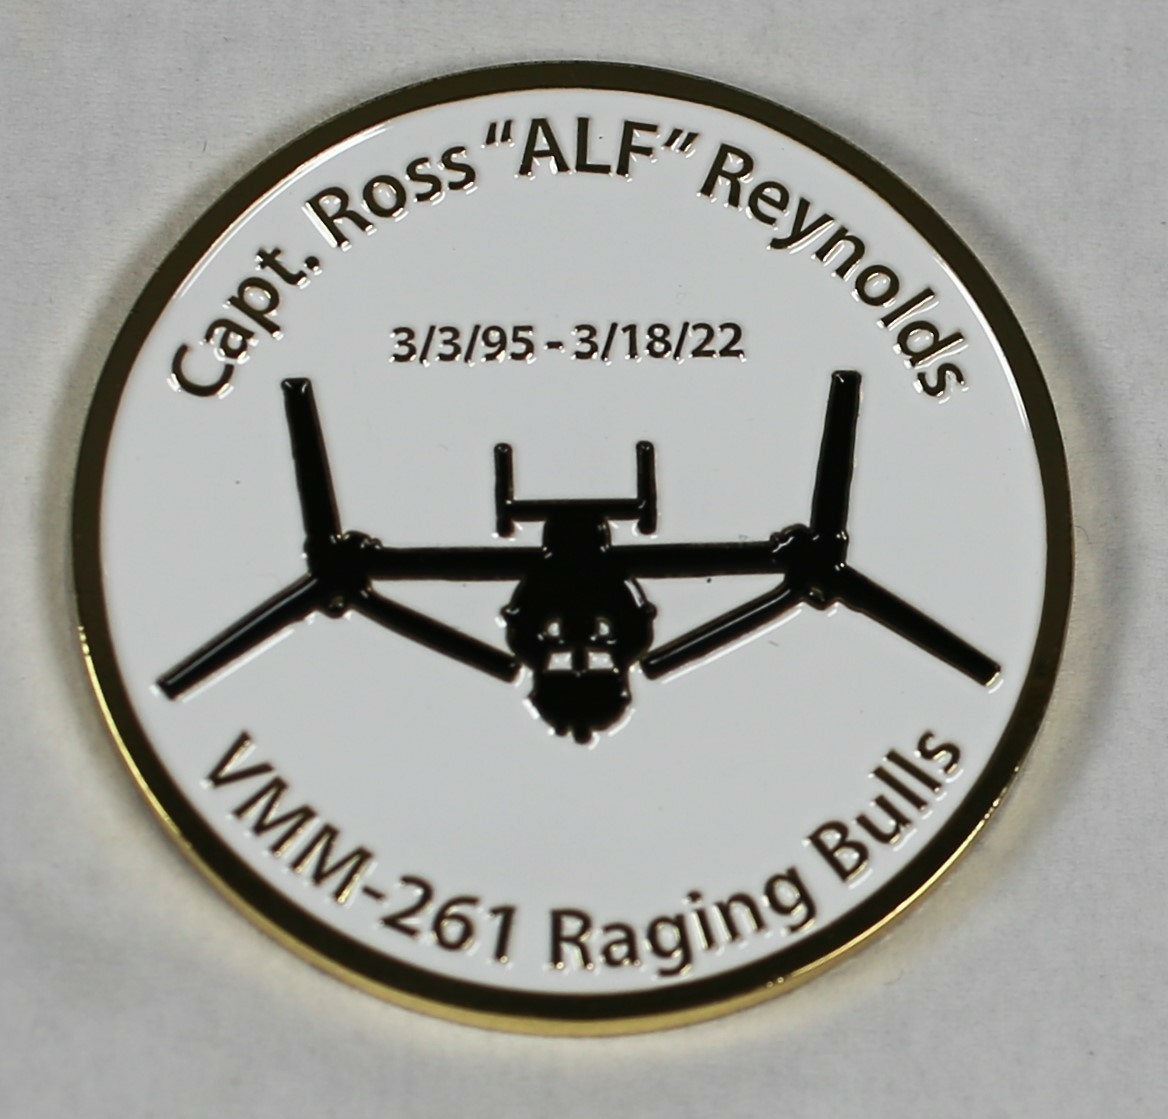 Capt. Ross “ALF” Reynolds
3/3/95 - 3/18/22
VMM-261 Raging Bulls